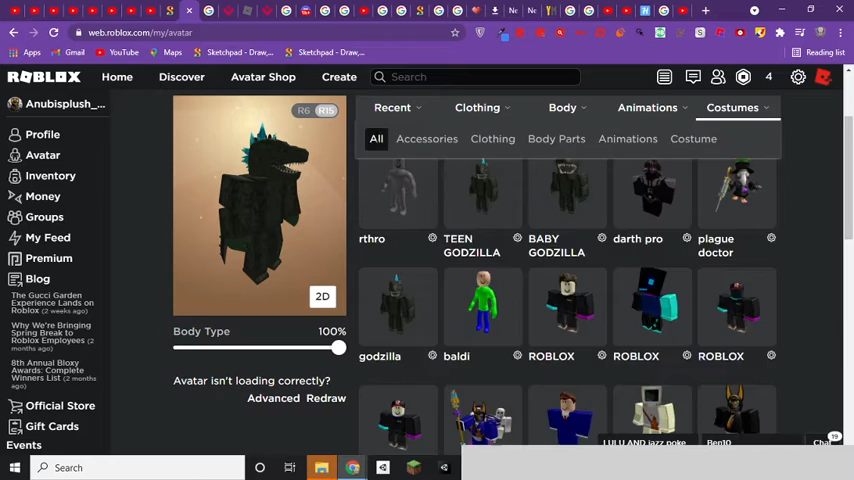 Ne
Ne
web.roblox.com/my/avatar
Apps
Gmail
YouTube
Maps
Sketchpad - Draw,...
Sketchpad - Draw,...
Reading list
ROBLOX
Home
Discover
Avatar Shop
Create
Search
4
Anubisplush_...
Profile
Avatar
Inventory
Money
Groups
My Feed
Premium
Blog
The Gucci Garden
Experience Lands on
Roblox (2 weeks ago)
Why We're Bringing
Spring Break to
Roblox Employees (2
months ago)
8th Annual Bloxy
Awards: Complete
Winners List (2 months
ago)
Official Store
Gift Cards
Events
R6 R15
2D
Body Type 100%
Avatar isn't loading correctly?
Advanced Redraw
Recent
Clothing
Body
Animations
Costumes
All
Accessories
Clothing
Body Parts
Animations
Costume
rthro
TEEN
GODZILLA
BABY
GODZILLA
darth pro
plague
doctor
godzilla
baldi
ROBLOX
ROBLOX
ROBLOX
LULU AND jazz poke
Ben10
Cha
19
Search